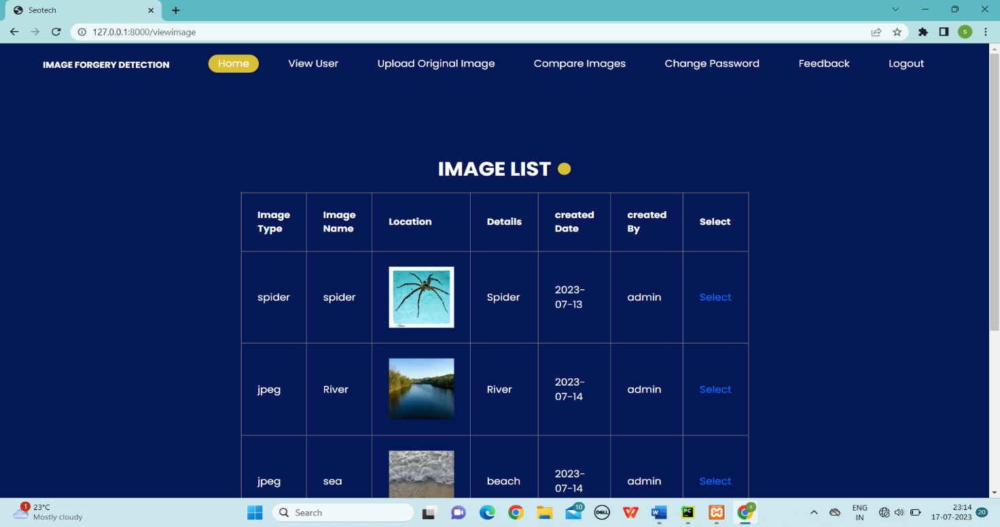 Seotech
127.0.0.1:8000/viewimage
S
IMAGE FORGERY DETECTION
Home
View User
Upload Original Image
Compare Images
Change Password
Feedback
Logout
IMAGE LIST
Image Type
Image Name
Location
Details
created Date
created By
Select
spider
spider
Spider
2023-
07-13
admin
Select
jpeg
River
River
2023-
07-14
admin
Select
jpeg
sea
beach
2023-
07-14
admin
Select
1
23°C
Mostly cloudy
Search
10
DELL
W
W
PC
S
ENG
IN
23:14
17-07-2023
20